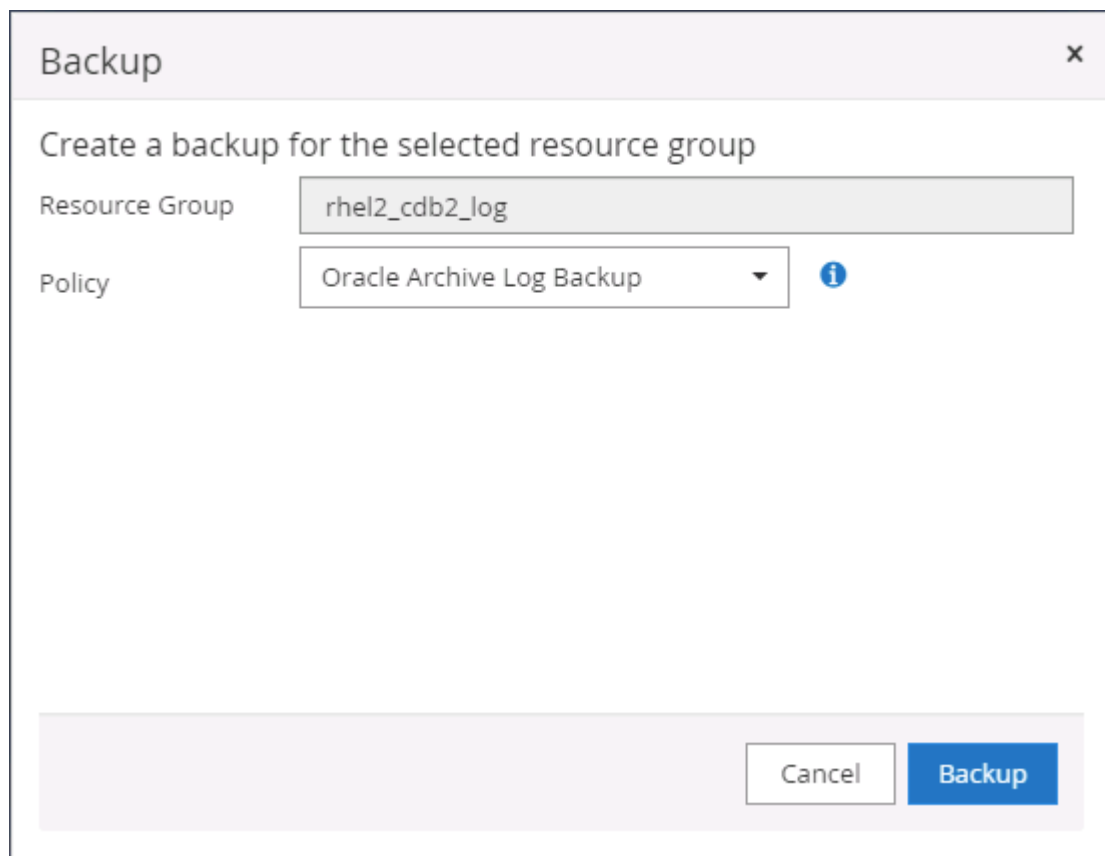 Backup
Create a backup for the selected resource group
Resource Group
rhel2_cdb2_log
Policy
Oracle Archive Log Backup
Cancel
Backup